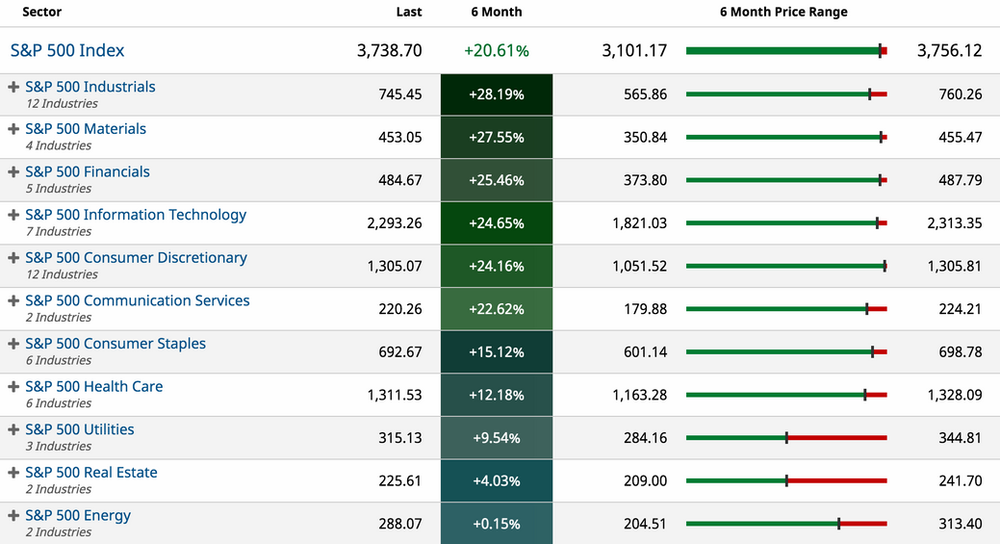 Sector Last 6 Month 6 Month Price Range
S&P 500 Index 3,738.70 +20.61% 3,101.17 3,756.12
S&P 500 Industrials 745.45 +28.19% 565.86 760.26
12 Industries
S&P 500 Materials 453.05 +27.55% 350.84 455.47
4 Industries
S&P 500 Financials 484.67 +25.46% 373.80 487.79
5 Industries
S&P 500 Information Technology 2,293.26 +24.65% 1,821.03 2,313.35
7 Industries
S&P 500 Consumer Discretionary 1,305.07 +24.16% 1,051.52 1,305.81
12 Industries
S&P 500 Communication Services 220.26 +22.62% 179.88 224.21
2 Industries
S&P 500 Consumer Staples 692.67 +15.12% 601.14 698.78
6 Industries
S&P 500 Health Care 1,311.53 +12.18% 1,163.28 1,328.09
6 Industries
S&P 500 Utilities 315.13 +9.54% 284.16 344.81
3 Industries
S&P 500 Real Estate 225.61 +4.03% 209.00 241.70
2 Industries
S&P 500 Energy 288.07 +0.15% 204.51 313.40
2 Industries